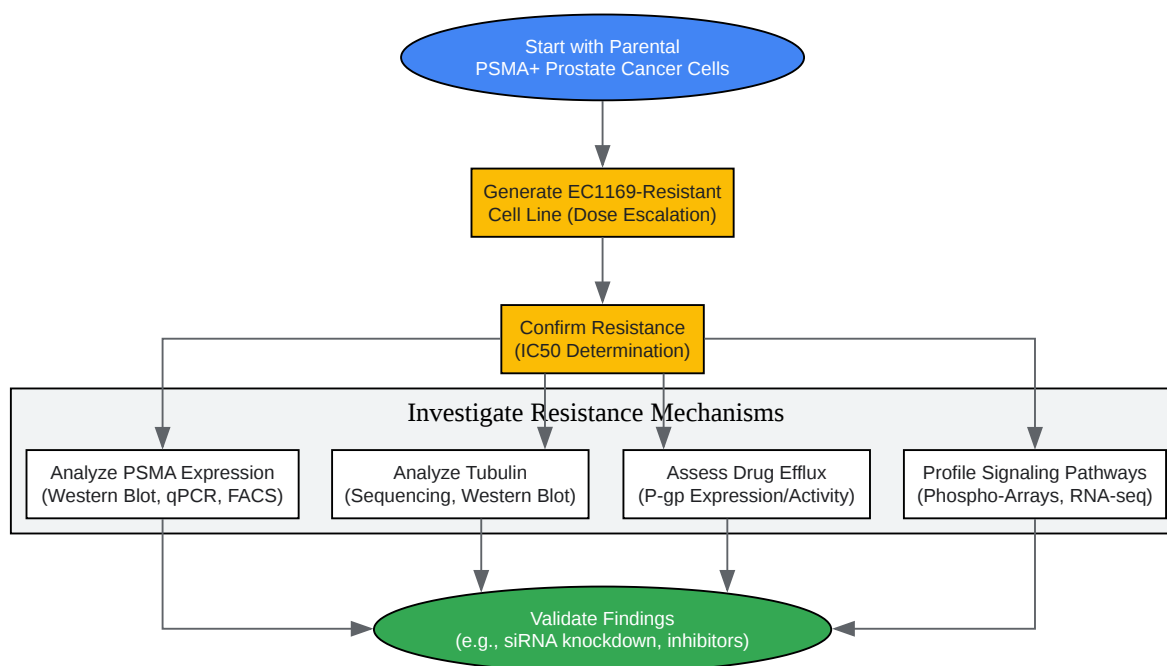 Start with Parental
PSMA+ Prostate Cancer Cells
Generate EC1169-Resistant
Cell Line (Dose Escalation)
Confirm Resistance
(IC50 Determination)
Investigate Resistance Mechanisms
Analyze PSMA Expression
(Western Blot, qPCR, FACS)
Analyze Tubulin
(Sequencing, Western Blot)
Assess Drug Efflux
(P-gp Expression/Activity)
Profile Signaling Pathways
(Phospho-Arrays, RNA-seq)
Validate Findings
(e.g., siRNA knockdown, inhibitors)